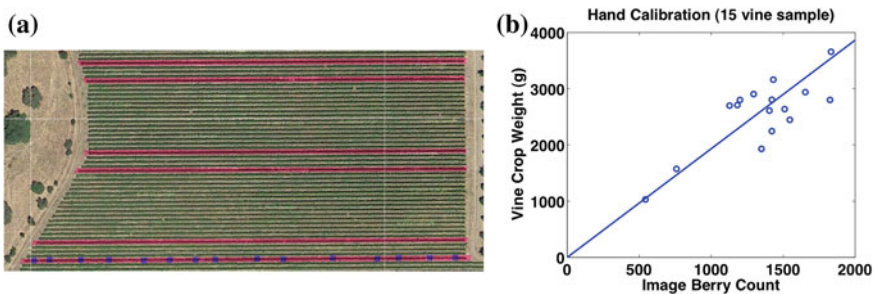 (a)
(b)
Hand Calibration (15 vine sample)
Vine Crop Weight (g)
4000
3000
2000
1000
0
0 500 1000 1500 2000
Image Berry Count